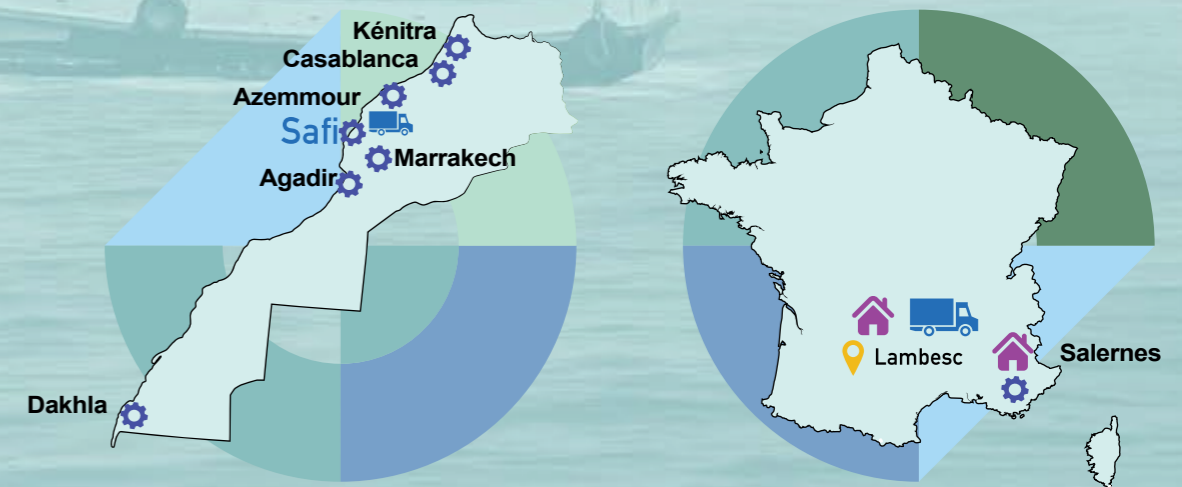 Kénitra
Casablanca
Azemmour
Safi
Marrakech
Agadir
Dakhla
Lambesc
Salernes